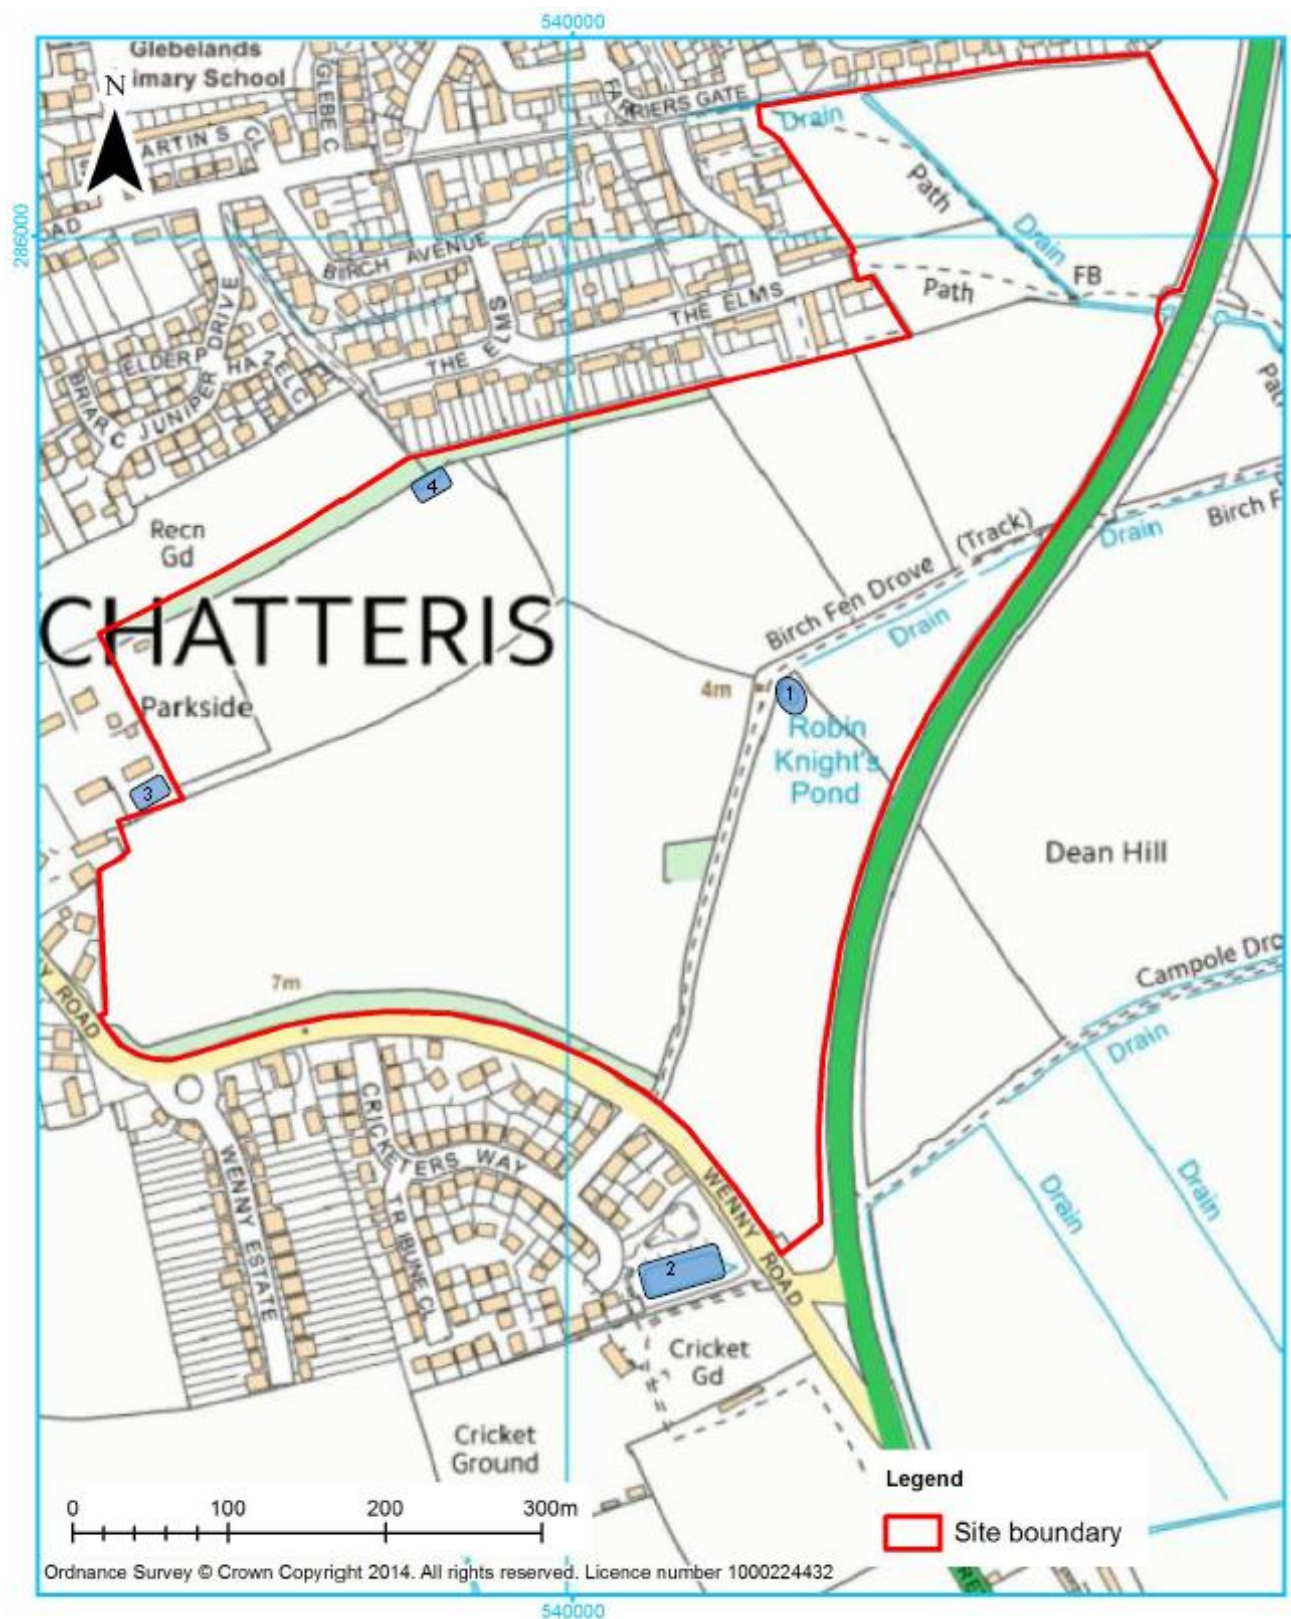 540000
Glebelands
imary School
N
GLEBE C
RIERS GATE
Drain
ARTIN S CL
Path
OAD
286000
Drain
BIRCH AVENUE
FB
Path
THE ELMS
ELMS
THE
DRIVE
ELDER P
HAZEL C
JUNIPER
BRIAR C
Path
4
Recn
Gd
(Track)
Birch Fen Drove
Drain
Birch F
Drain
CHATTERIS
4m
1
Parkside
Robin
Knight's
Pond
3
Dean Hill
Campole Dro
7m
Y ROAD
Drain
CRICKETERS WAY
WENNY ESTATE
TRIBUNE CL
WENNY ROAD
Drain
Drain
2
Cricket
Gd
Cricket
Ground
Legend
Site boundary
0 100 200 300m
Ordnance Survey © Crown Copyright 2014. All rights reserved. Licence number 1000224432
540000